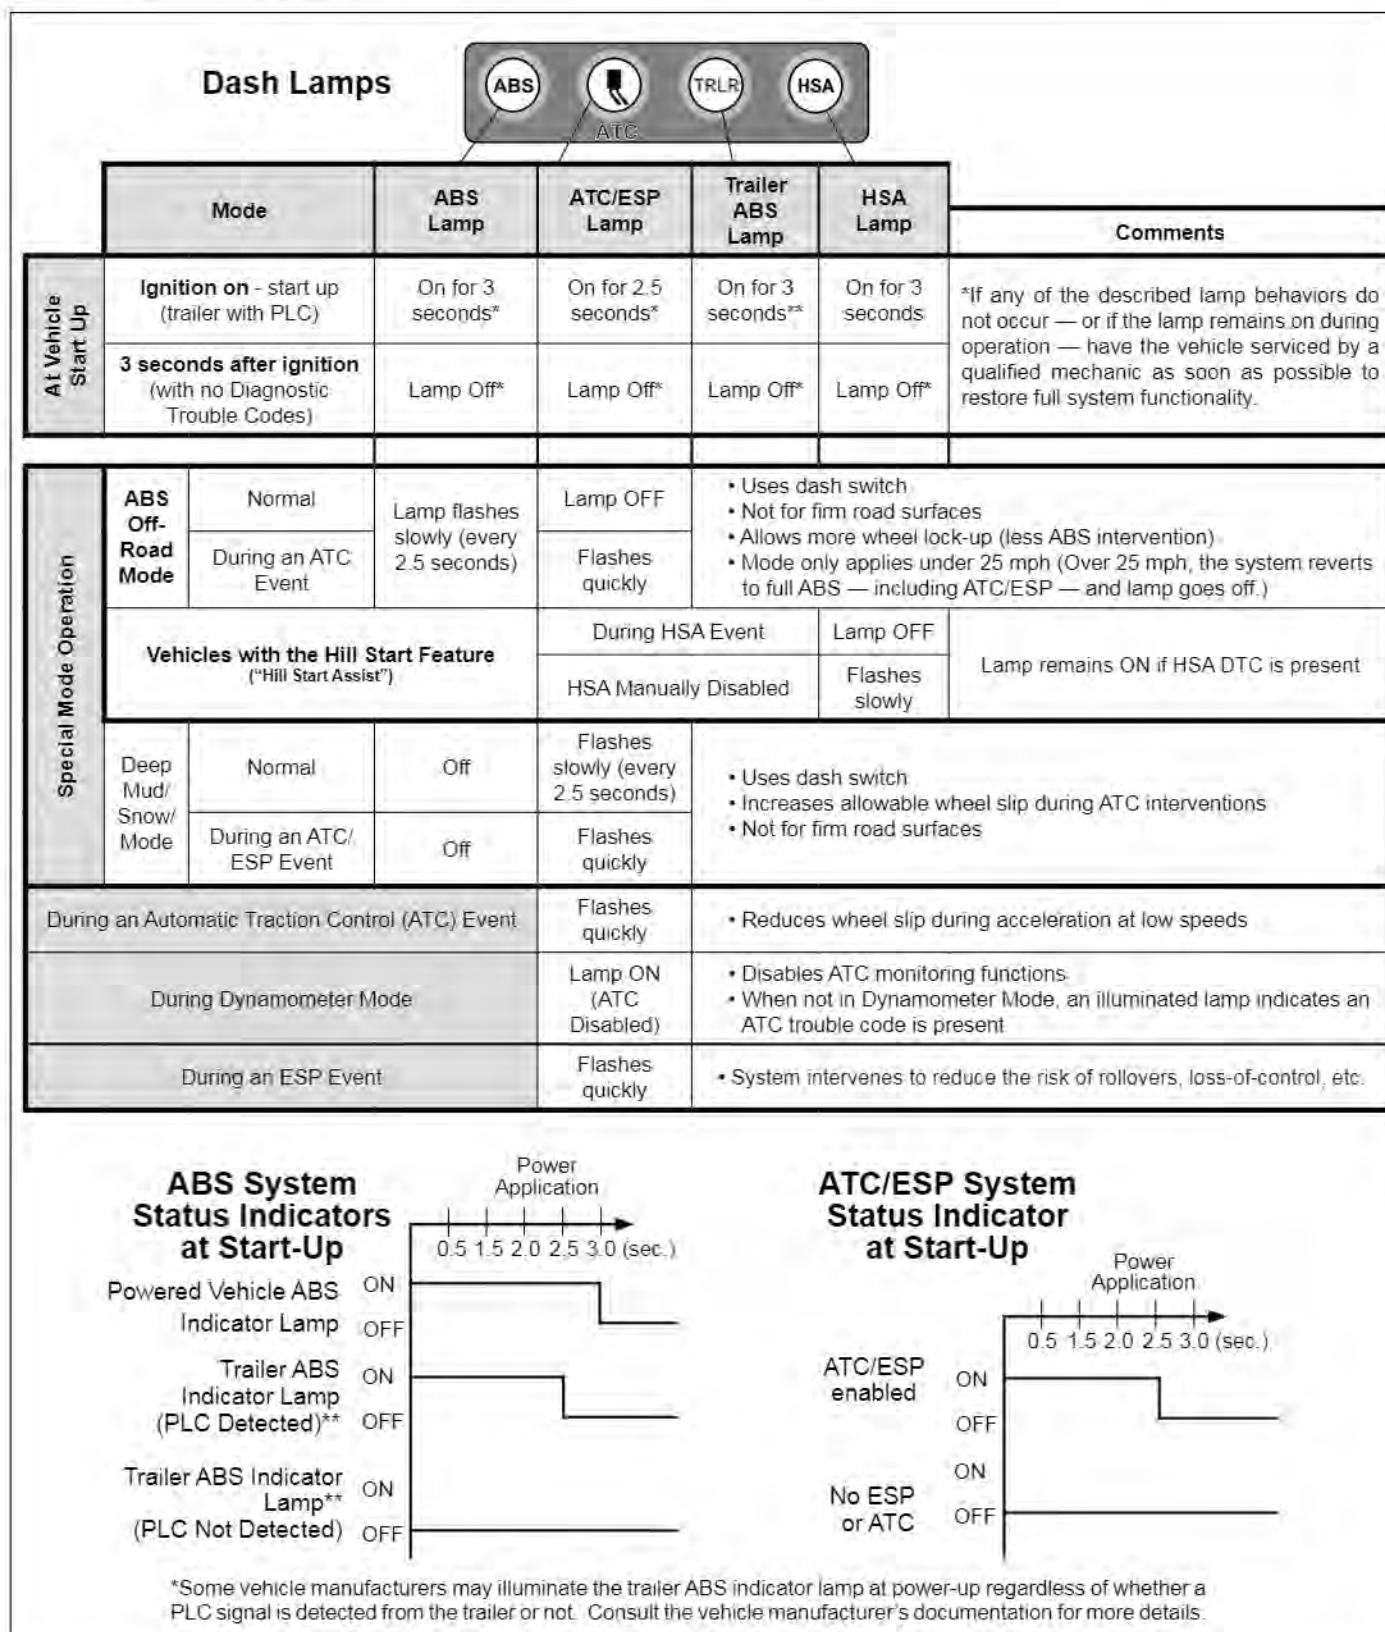 Dash Lamps
ABS
ATC
TRLR
HSA
Mode
ABS
Lamp
ATC/ESP
Lamp
Trailer
ABS
Lamp
HSA
Lamp
Comments
At Vehicle
Start Up
Ignition on - start up
(trailer with PLC)
On for 3
seconds*
On for 2.5
seconds*
On for 3
seconds**
On for 3
seconds
*If any of the described lamp behaviors do
not occur — or if the lamp remains on during
operation — have the vehicle serviced by a
qualified mechanic as soon as possible to
restore full system functionality.
3 seconds after ignition
(with no Diagnostic
Trouble Codes)
Lamp Off*
Lamp Off*
Lamp Off*
Lamp Off*
Special Mode Operation
ABS
Off-
Road
Mode
Normal
Lamp flashes
slowly (every
2.5 seconds)
Lamp OFF
During an ATC
Event
Flashes
quickly
• Uses dash switch
• Not for firm road surfaces
• Allows more wheel lock-up (less ABS intervention)
• Mode only applies under 25 mph (Over 25 mph, the system reverts
to full ABS — including ATC/ESP — and lamp goes off.)
Vehicles with the Hill Start Feature
("Hill Start Assist")
During HSA Event
Lamp OFF
HSA Manually Disabled
Flashes
slowly
Lamp remains ON if HSA DTC is present
Deep
Mud/
Snow/
Mode
Normal
Off
Flashes
slowly (every
2.5 seconds)
During an ATC/
ESP Event
Off
Flashes
quickly
• Uses dash switch
• Increases allowable wheel slip during ATC interventions
• Not for firm road surfaces
During an Automatic Traction Control (ATC) Event
Flashes
quickly
• Reduces wheel slip during acceleration at low speeds
During Dynamometer Mode
Lamp ON
(ATC
Disabled)
• Disables ATC monitoring functions
• When not in Dynamometer Mode, an illuminated lamp indicates an
ATC trouble code is present
During an ESP Event
Flashes
quickly
• System intervenes to reduce the risk of rollovers, loss-of-control, etc.
ABS System
Status Indicators
at Start-Up
Power
Application
0.5 1.5 2.0 2.5 3.0 (sec.)
Powered Vehicle ABS
Indicator Lamp
ON
OFF
Trailer ABS
Indicator Lamp
(PLC Detected)**
ON
OFF
Trailer ABS Indicator
Lamp**
(PLC Not Detected)
ON
OFF
ATC/ESP System
Status Indicator
at Start-Up
Power
Application
0.5 1.5 2.0 2.5 3.0 (sec.)
ATC/ESP
enabled
ON
OFF
No ESP
or ATC
ON
OFF
*Some vehicle manufacturers may illuminate the trailer ABS indicator lamp at power-up regardless of whether a
PLC signal is detected from the trailer or not. Consult the vehicle manufacturer's documentation for more details.